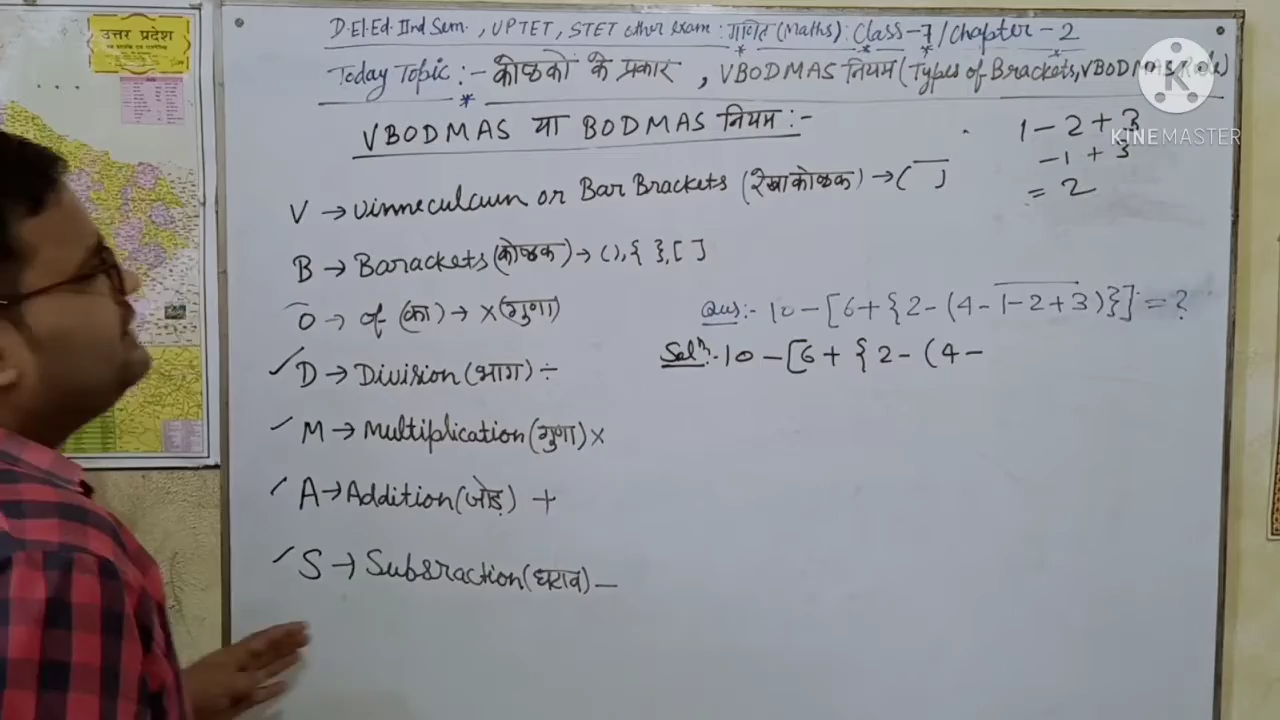 उत्तर प्रदेश
D.El.Ed. IInd Sem. , UPTET, STET other exam : गणित (Maths) : Class-7 / Chapter-2
Today Topic :- कोष्ठकों के प्रकार , VBODMAS नियम (Types of Brackets, VBODMAS
KINEMASTER
VBODMAS या BODMAS नियम :-
1-2+3
-1+3
= 2
V → Vinneculum or Bar Brackets (रेखाकोष्ठक) →
B → Barackets (कोष्ठक) → (), { }, [ ]
O → of (का) → × (गुणा)
Ques:- 10-[6+{2-(4-1-2+3)}] = ?
Solⁿ:- 10-[6+{2-(4-
D → Division (भाग) ÷
M → Multiplication (गुणा) ×
A → Addition (जोड़) +
S → Subsraction (घटाव) -